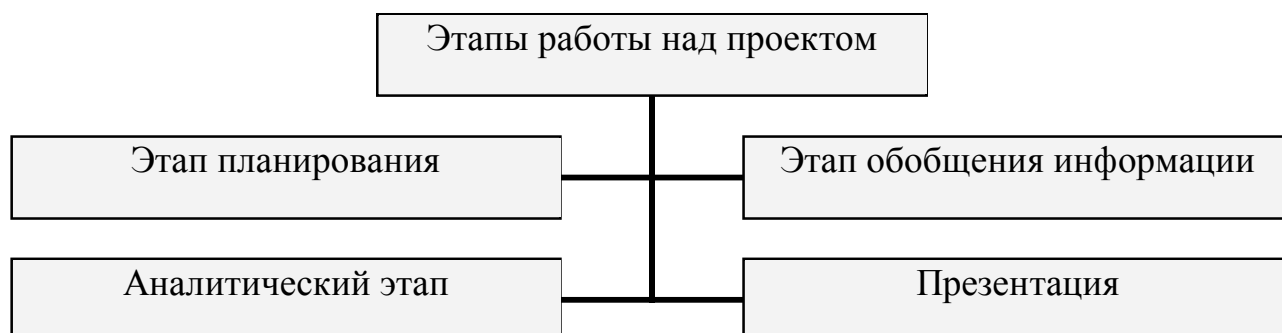 Этапы работы над проектом
Этап планирования
Этап обобщения информации
Аналитический этап
Презентация